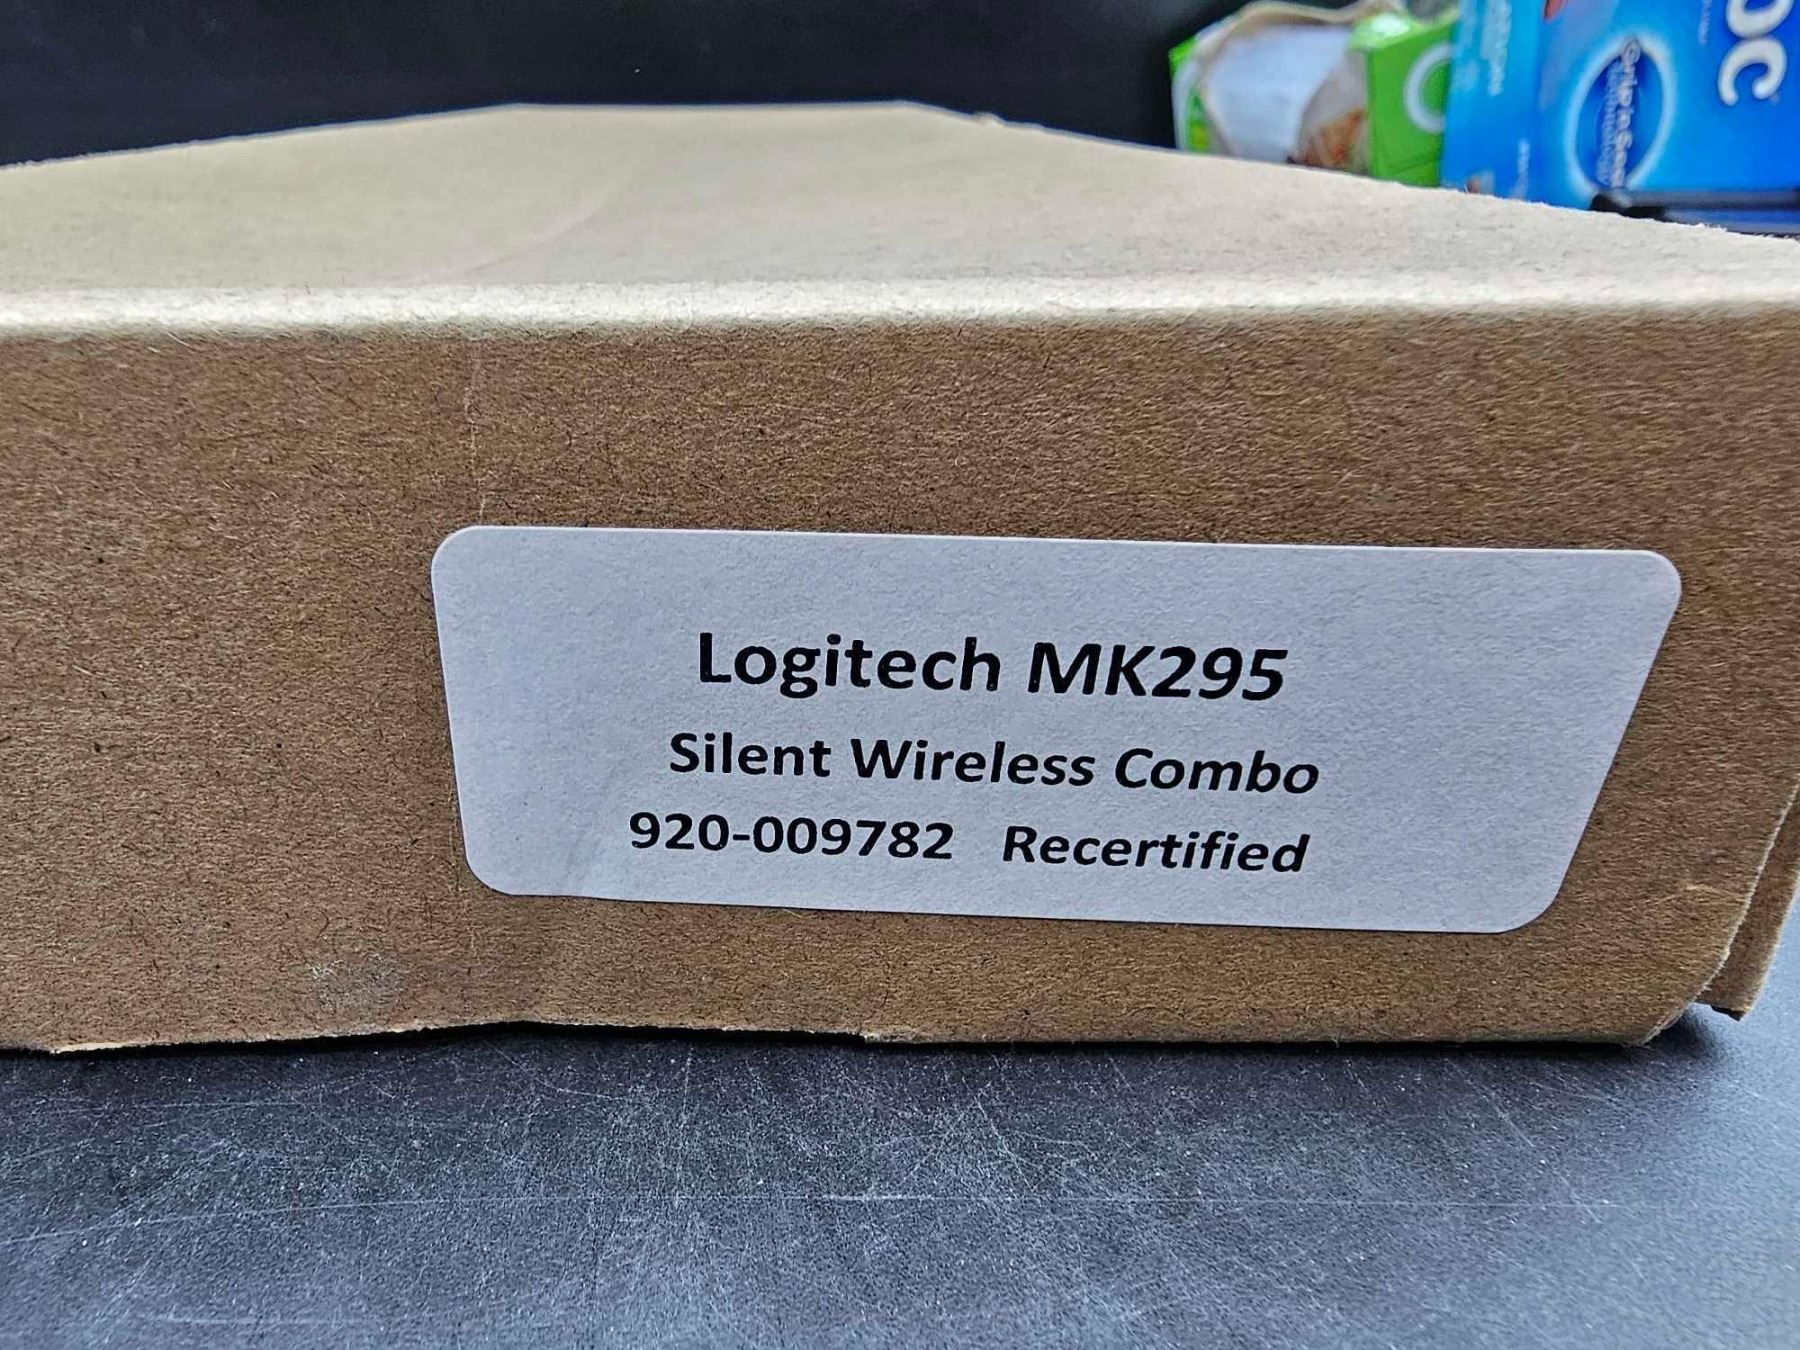 Logitech MK295
Silent Wireless Combo
920-009782 Recertified